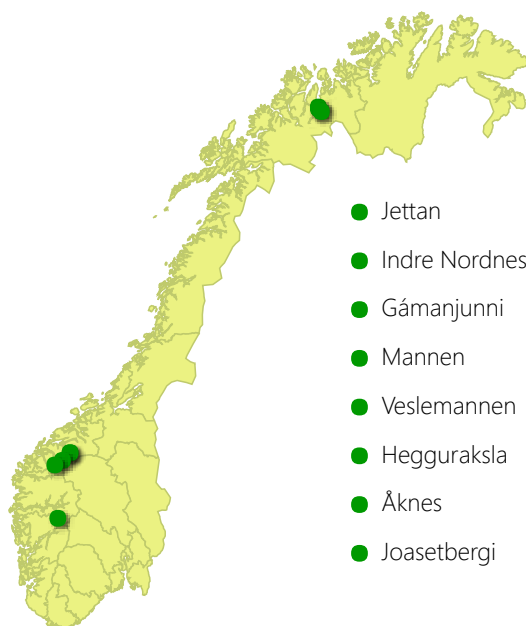 Jettan
Indre Nordnes
Gámanjunni
Mannen
Veslemannen
Hegguraksla
Åknes
Joasetbergi